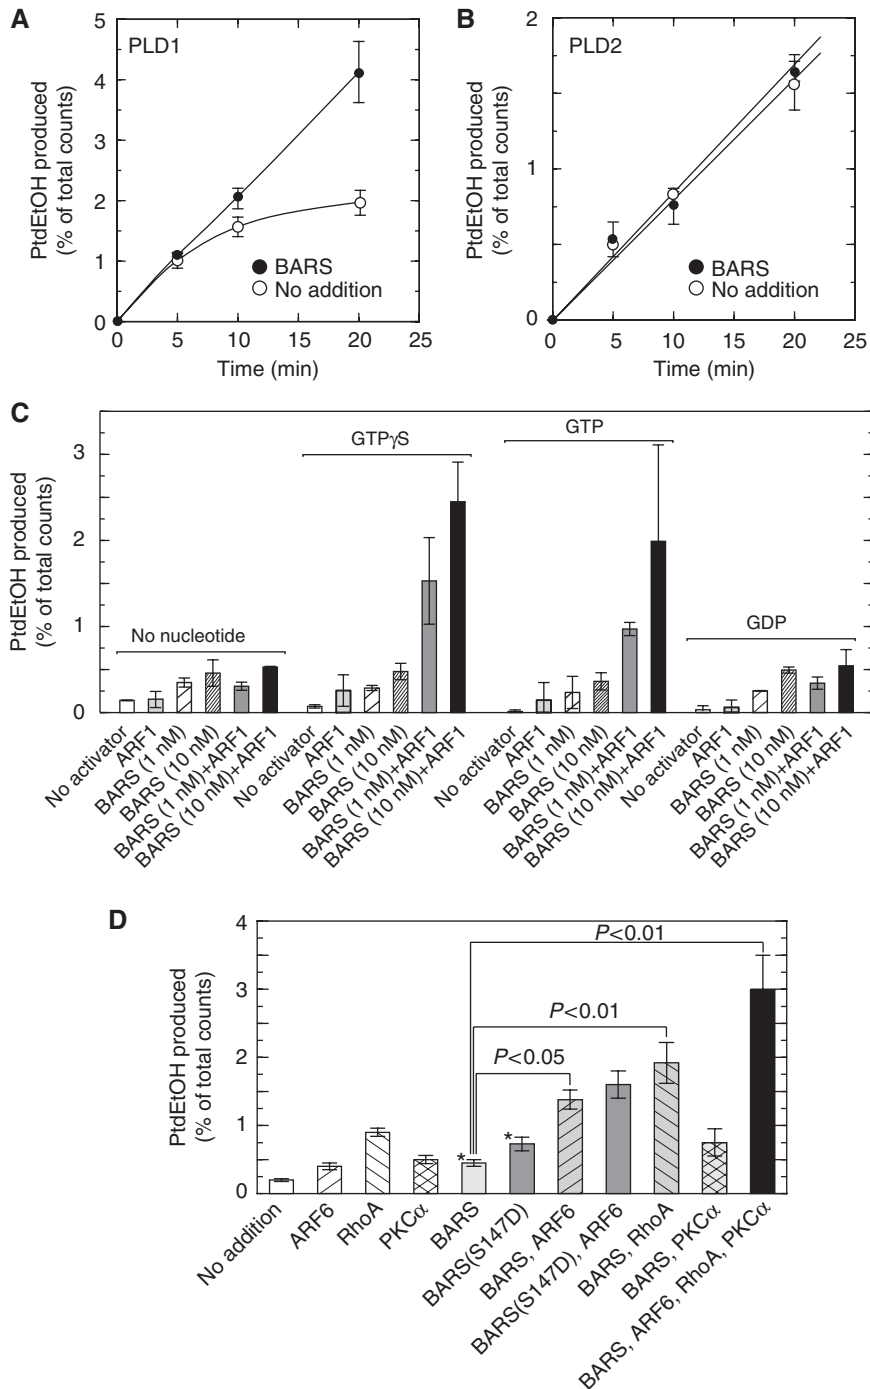 A
PLD1
5
4
3
2
1
0
PtdEtOH produced
(% of total counts)
BARS
No addition
0 5 10 15 20 25
Time (min)
B
PLD2
2
1
0
PtdEtOH produced
(% of total counts)
BARS
No addition
0 5 10 15 20 25
Time (min)
C
PtdEtOH produced
(% of total counts)
3
2
1
0
No nucleotide
GTPγS
GTP
GDP
No activator
ARF1
BARS (1 nM)
BARS (10 nM)
BARS (1 nM)+ARF1
BARS (10 nM)+ARF1
No activator
ARF1
BARS (1 nM)
BARS (10 nM)
BARS (1 nM)+ARF1
BARS (10 nM)+ARF1
No activator
ARF1
BARS (1 nM)
BARS (10 nM)
BARS (1 nM)+ARF1
BARS (10 nM)+ARF1
No activator
ARF1
BARS (1 nM)
BARS (10 nM)
BARS (1 nM)+ARF1
BARS (10 nM)+ARF1
D
PtdEtOH produced
(% of total counts)
4
3
2
1
0
P<0.01
P<0.01
P<0.05
*
*
No addition
ARF6
RhoA
PKCα
BARS
BARS(S147D)
BARS, ARF6
BARS(S147D), ARF6
BARS, RhoA
BARS, PKCα
BARS, ARF6, RhoA, PKCα